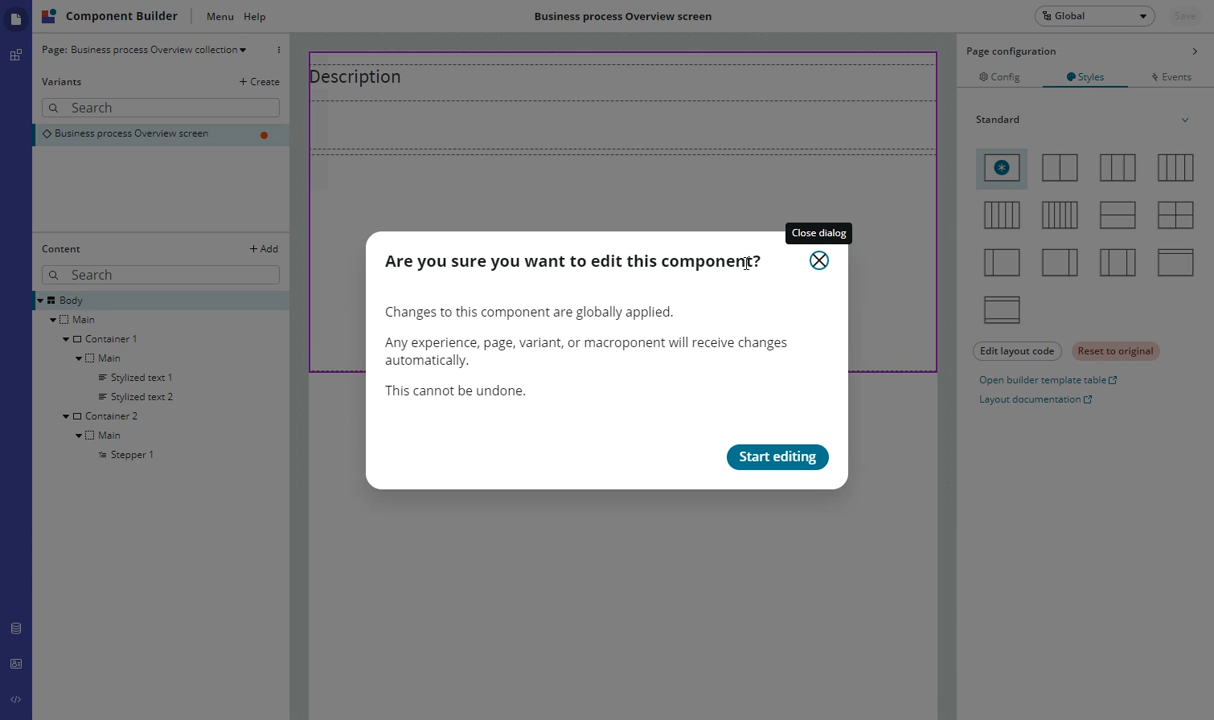 Component Builder
Menu
Help
Business process Overview screen
Global
Save
Page: Business process Overview collection
Variants
+ Create
Search
Business process Overview screen
Content
+ Add
Search
Body
Main
Container 1
Main
Stylized text 1
Stylized text 2
Container 2
Main
Stepper 1
Description
Close dialog
Are you sure you want to edit this component?
Changes to this component are globally applied.
Any experience, page, variant, or macroponent will receive changes
automatically.
This cannot be undone.
Start editing
Page configuration
Config
Styles
Events
Standard
Edit layout code
Reset to original
Open builder template table
Layout documentation